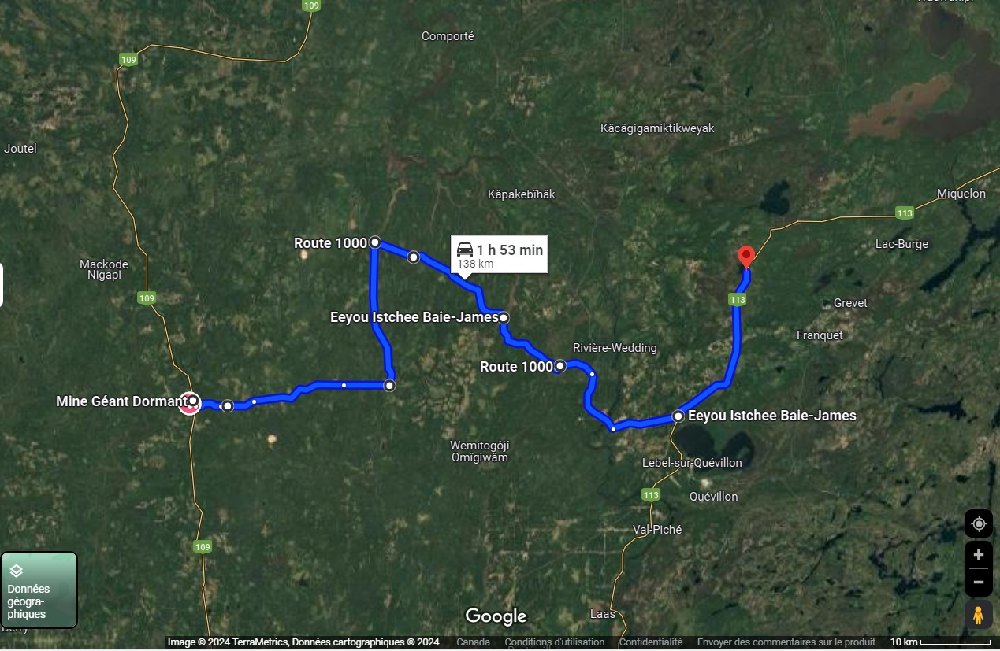 109
Comporté
109
Kâcâgigamiktikweyak
Joutel
Kâpakebîhâk
Miquelon
113
Route 1000
1 h 53 min
138 km
Lac-Burge
Mackode
Nigapi
109
113
Grevet
Eeyou Istchee Baie-James
Franquet
Rivière-Wedding
Route 1000
Mine Géant Dormant
Eeyou Istchee Baie-James
Wemitogôjî
Omîgiwâm
Lebel-sur-Quévillon
113
Quévillon
Val-Piché
109
Données
géogra-
phiques
Google
Laas
Image © 2024 TerraMetrics, Données cartographiques © 2024 Canada Conditions d'utilisation Confidentialité Envoyer des commentaires sur le produit 10 km